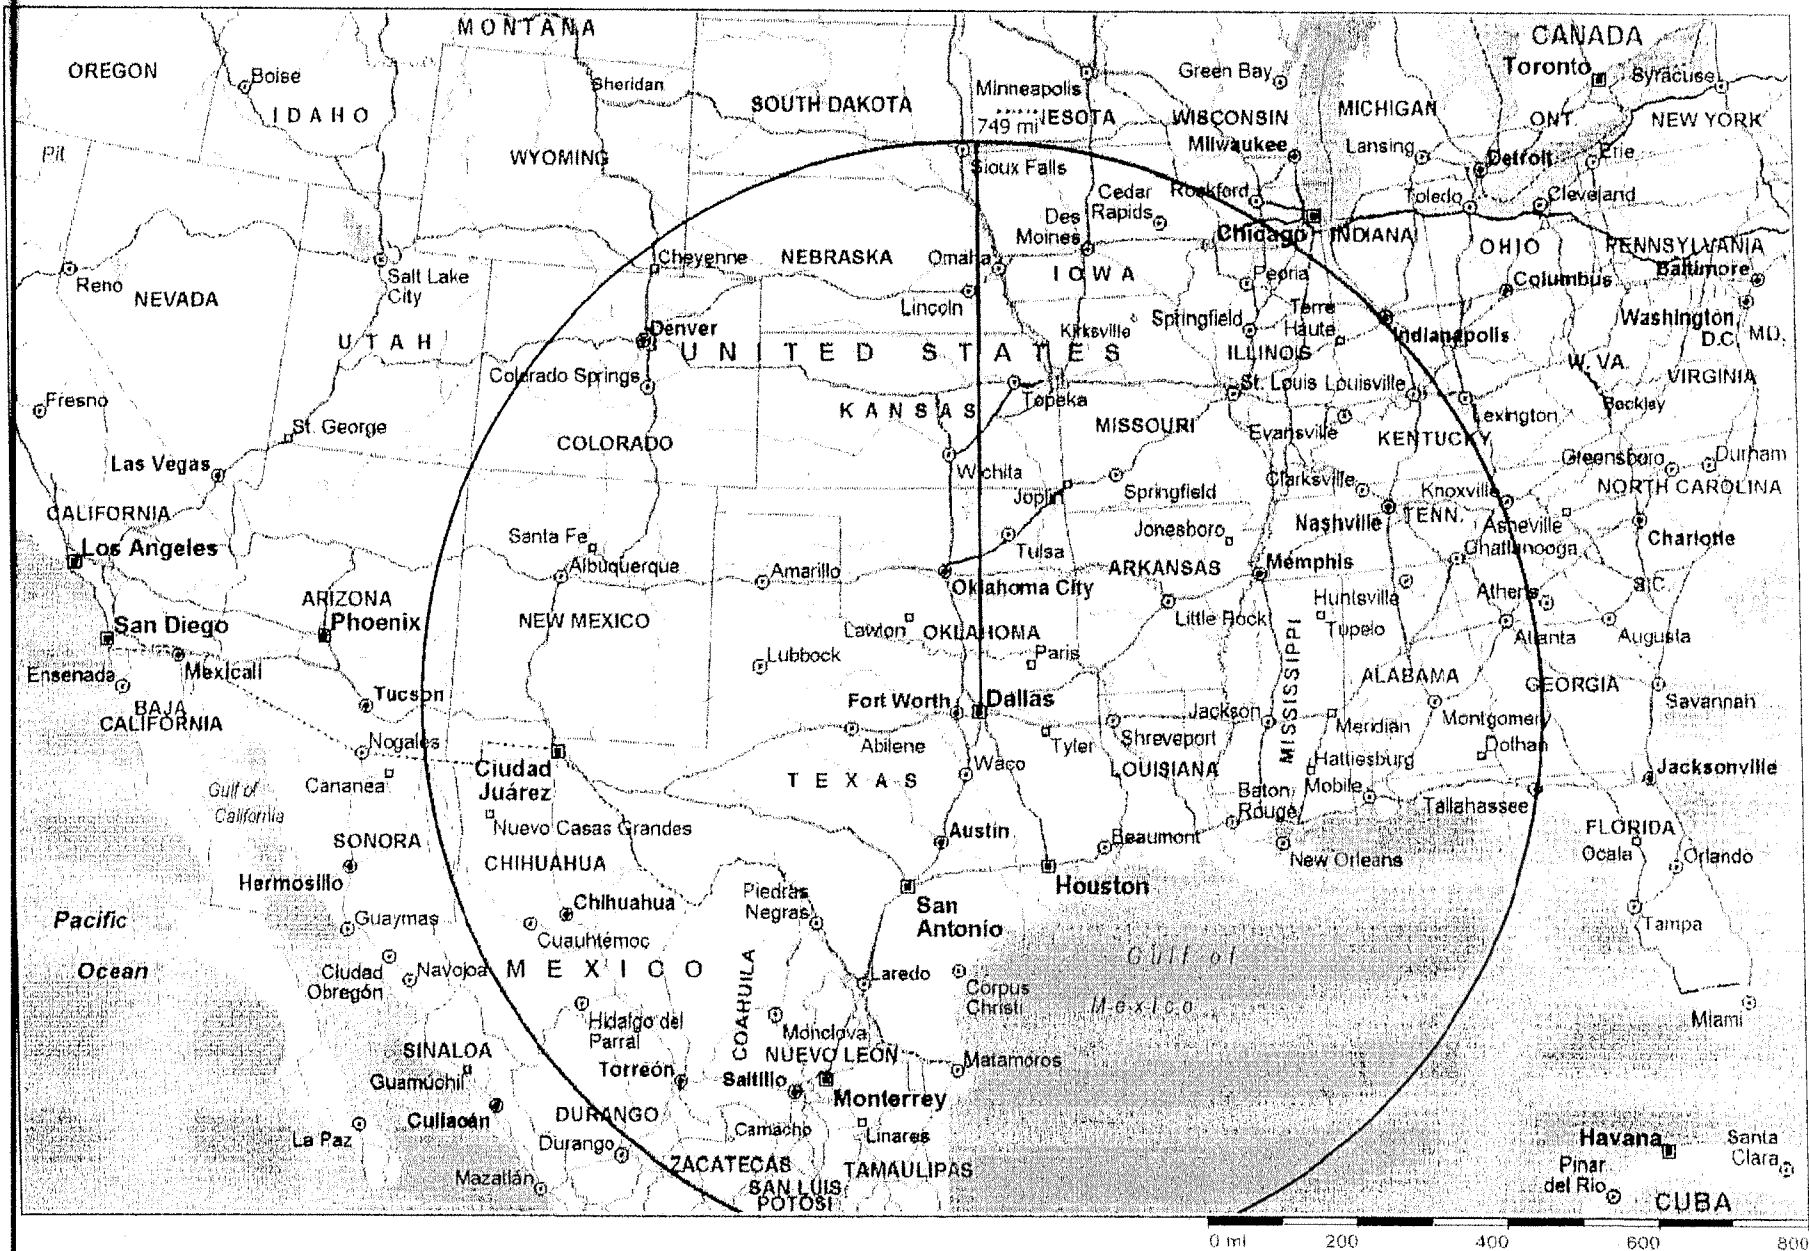 MONTANA
CANADA
OREGON
Boise
Sheridan
Minneapolis
Green Bay
Toronto
Syracuse
IDAHO
SOUTH DAKOTA
NESOTA
WISCONSIN
MICHIGAN
ONT.
NEW YORK
749 mi
Pit
WYOMING
Sioux Falls
Milwaukee
Lansing
Detroit
Erie
Cedar
Rapids
Rockford
Toledo
Cleveland
Des
Moines
Chicago
INDIANA
OHIO
PENNSYLVANIA
Reno
NEVADA
Salt Lake
City
Cheyenne
NEBRASKA
Omaha
IOWA
Peoria
Columbus
Baltimore
Lincoln
UTAH
Denver
Kirksville
Springfield
Terre
Haute
Indianapolis
Washington,
D.C.
MD.
UNITED STATES
ILLINOIS
W. VA.
VIRGINIA
Fresno
Colorado Springs
KANSAS
Topeka
St. Louis
Louisville
Lexington
Beckley
St. George
COLORADO
MISSOURI
Evansville
KENTUCKY
Las Vegas
Wichita
Joplin
Springfield
Clarksville
Knoxville
Greensboro
Durham
NORTH CAROLINA
CALIFORNIA
Santa Fe
Jonesboro
Nashville
TENN.
Asheville
Charlotte
Los Angeles
Albuquerque
Amarillo
Tulsa
Oklahoma City
ARKANSAS
Memphis
Chattanooga
S.C.
ARIZONA
Phoenix
NEW MEXICO
Lawton
OKLAHOMA
Little Rock
Huntsville
Tupelo
Athens
Atlanta
Augusta
San Diego
Ensenada
Mexicali
Lubbock
Paris
MISSISSIPPI
ALABAMA
GEORGIA
BAJA
CALIFORNIA
Tucson
Fort Worth
Dallas
Jackson
Meridian
Montgomery
Savannah
Nogales
Ciudad
Juárez
Abilene
Tyler
Shreveport
Dothan
Cananea
TEXAS
Waco
LOUISIANA
Hattiesburg
Mobile
Jacksonville
Gulf of
California
Nuevo Casas Grandes
Baton
Rouge
Tallahassee
SONORA
CHIHUAHUA
Austin
Beaumont
New Orleans
FLORIDA
Ocala
Orlando
Hermosillo
Chihuahua
Piedras
Negras
San
Antonio
Houston
Pacific
Ocean
Guaymas
Cuauhtémoc
Tampa
Ciudad
Obregón
Navojoa
MEXICO
COAHUILA
Laredo
Corpus
Christi
Gulf of
Mexico
Hidalgo del
Parral
Monclova
Miami
SINALOA
Guamúchil
Torreón
NUEVO LEON
Saltillo
Matamoros
Culiacán
DURANGO
Monterrey
La Paz
Durango
Camacho
Linares
Havana
Santa
Clara
Mazatlán
ZACATECAS
TAMAULIPAS
SAN LUIS
POTOSI
Pinar
del Rio
CUBA
0 mi 200 400 600 800